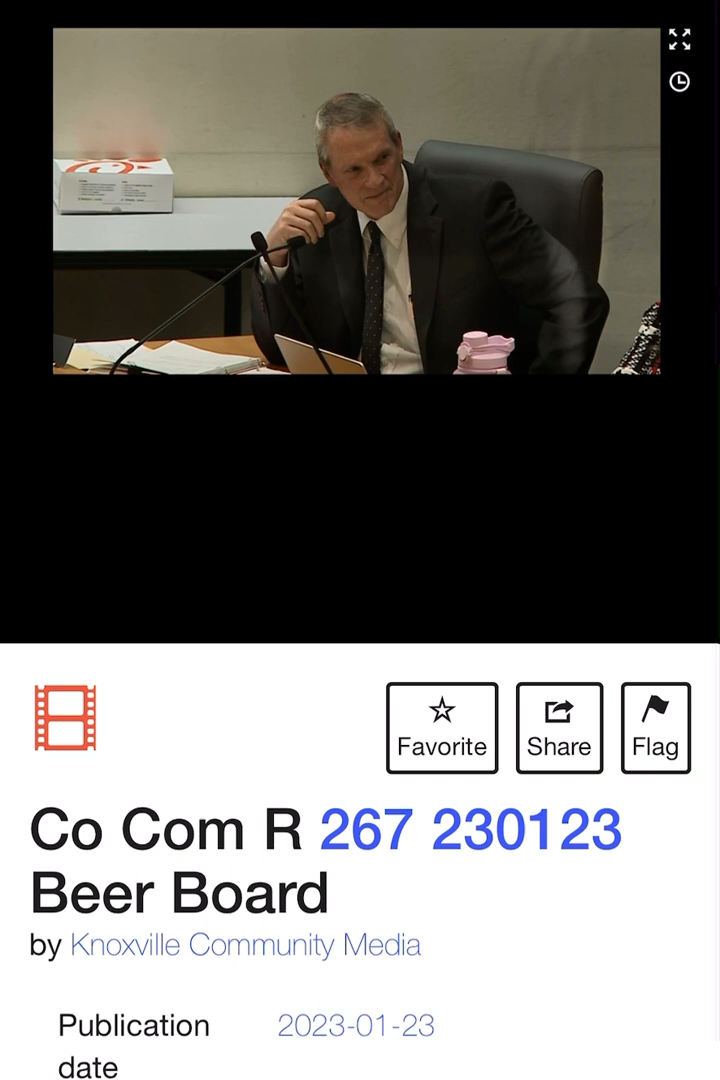 Favorite
Share
Flag
Co Com R 267 230123
Beer Board
by Knoxville Community Media
Publication
date
2023-01-23